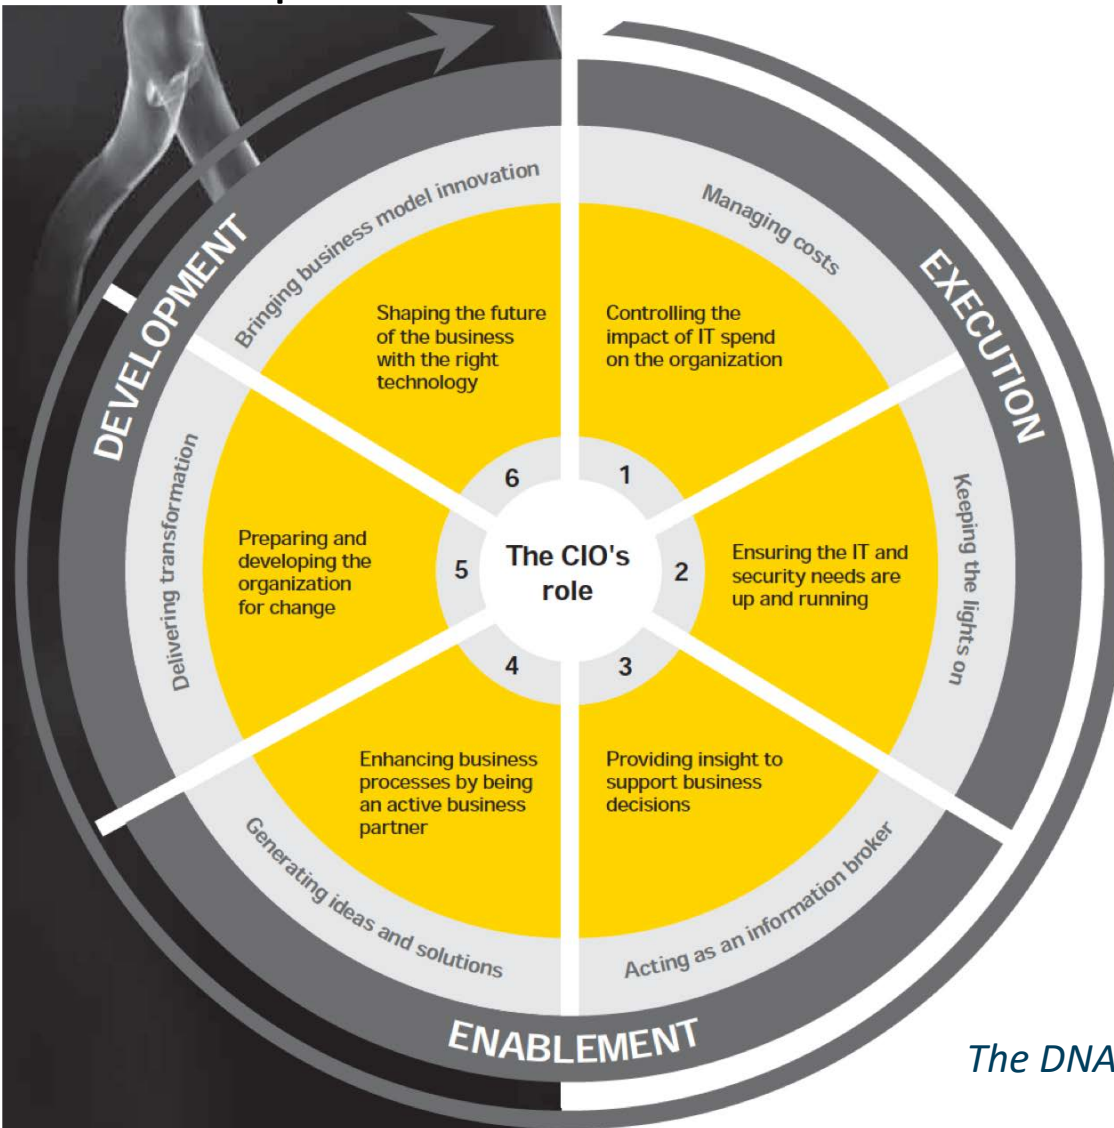 Bringing business model innovation
Managing costs
DEVELOPMENT
EXECUTION
Shaping the future
of the business
with the right
technology
Controlling the
impact of IT spend
on the organization
6
1
Delivering transformation
Keeping the lights on
Preparing and
developing the
organization
for change
5
The CIO's
role
2
Ensuring the IT and
security needs are
up and running
4
3
Enhancing business
processes by being
an active business
partner
Providing insight to
support business
decisions
Generating ideas and solutions
Acting as an information broker
ENABLEMENT
The DNA